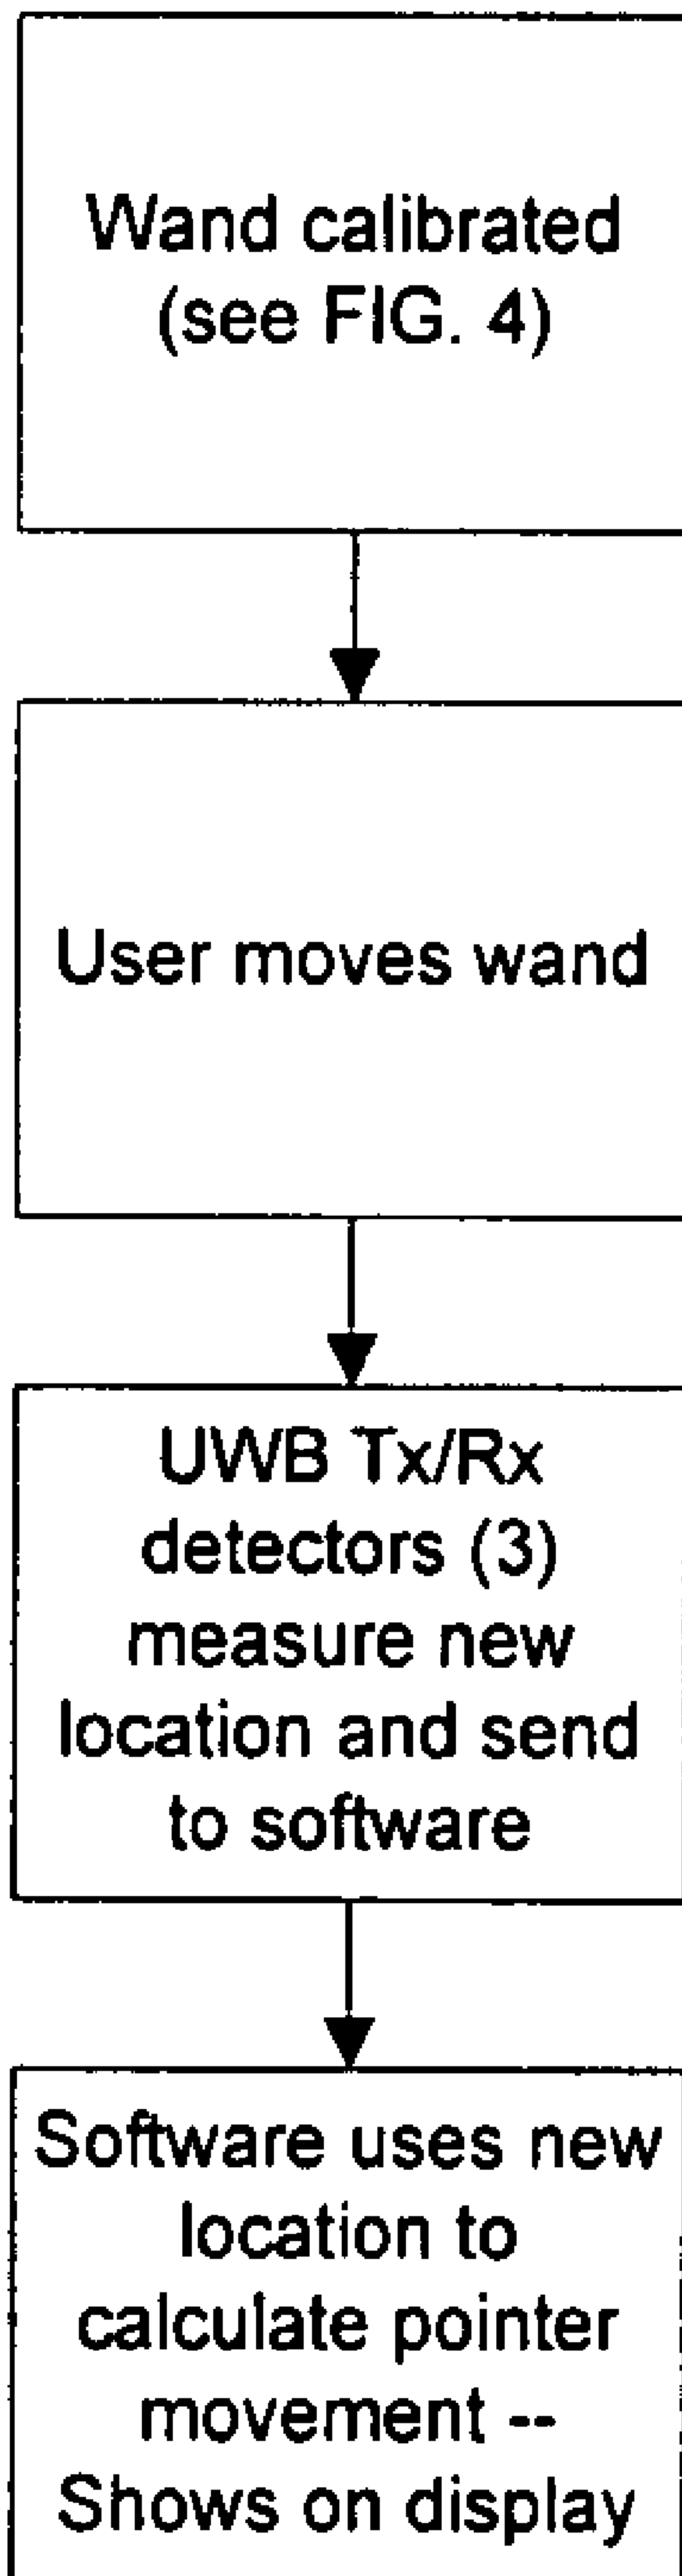 Wand calibrated
(see FIG. 4)
User moves wand
UWB Tx/Rx
detectors (3)
measure new
location and send
to software
Software uses new
location to
calculate pointer
movement --
Shows on display